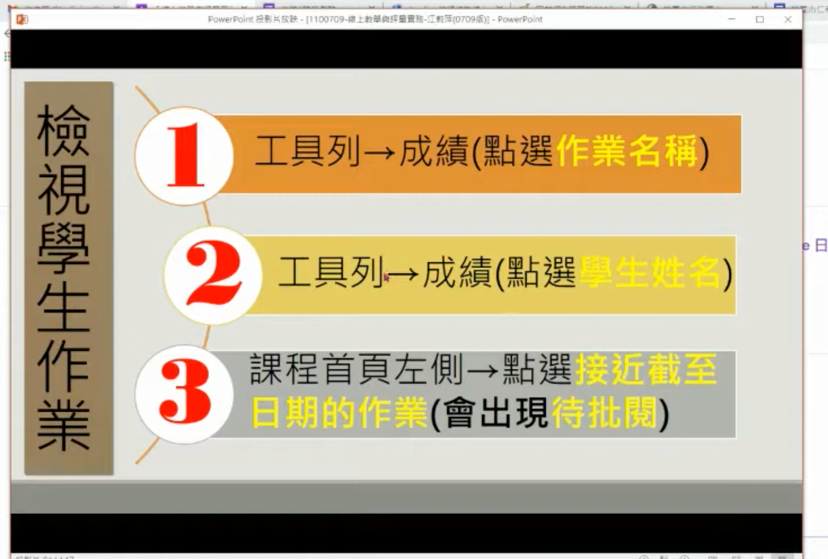 PowerPoint 投影片放映 - [1100709-線上教學與評量實務-江 (0709版)] - PowerPoint
檢視學生作業
1
工具列→成績(點選作業名稱)
2
工具列→成績(點選學生姓名)
3
課程首頁左側→點選接近截至
日期的作業(會出現待批閱)
e 日